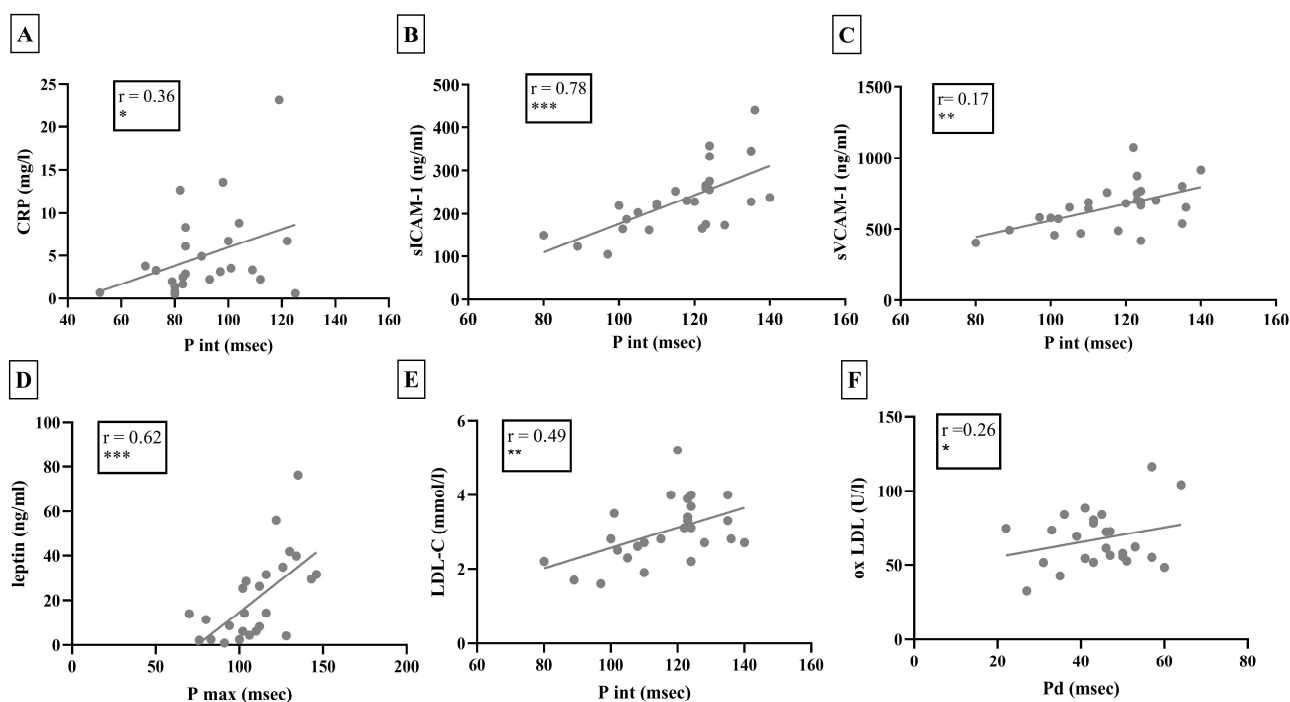 A
r = 0.36
*
CRP (mg/l)
25
20
15
10
5
0
40 60 80 100 120 140 160
P int (msec)
B
r = 0.78
***
sICAM-1 (ng/ml)
500
400
300
200
100
0
60 80 100 120 140 160
P int (msec)
C
r= 0.17
**
sVCAM-1 (ng/ml)
1500
1000
500
0
60 80 100 120 140 160
P int (msec)
D
r = 0.62
***
leptin (ng/ml)
100
80
60
40
20
0
0 50 100 150 200
P max (msec)
E
r = 0.49
**
LDL-C (mmol/l)
6
4
2
0
60 80 100 120 140 160
P int (msec)
F
r =0.26
*
ox LDL (U/l)
150
100
50
0
0 20 40 60 80
Pd (msec)